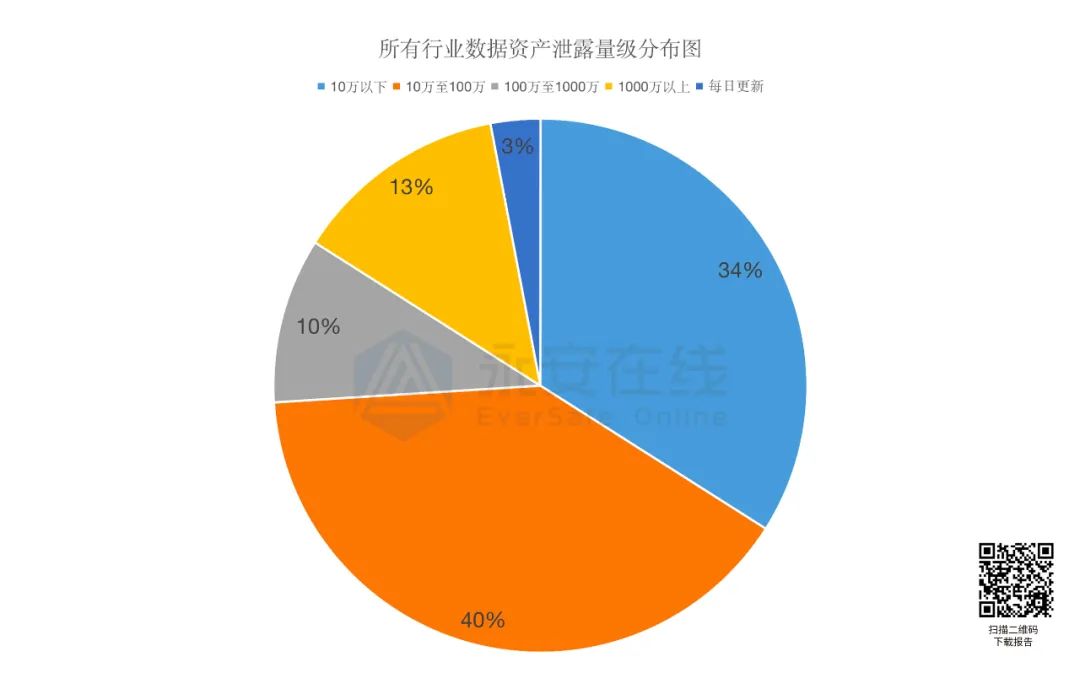 所有行业数据资产泄露量级分布图
10万以下 10万至100万 100万至1000万 1000万以上 每日更新
3%
13%
34%
10%
永安在线
EverSafe Online
40%
扫描二维码
下载报告